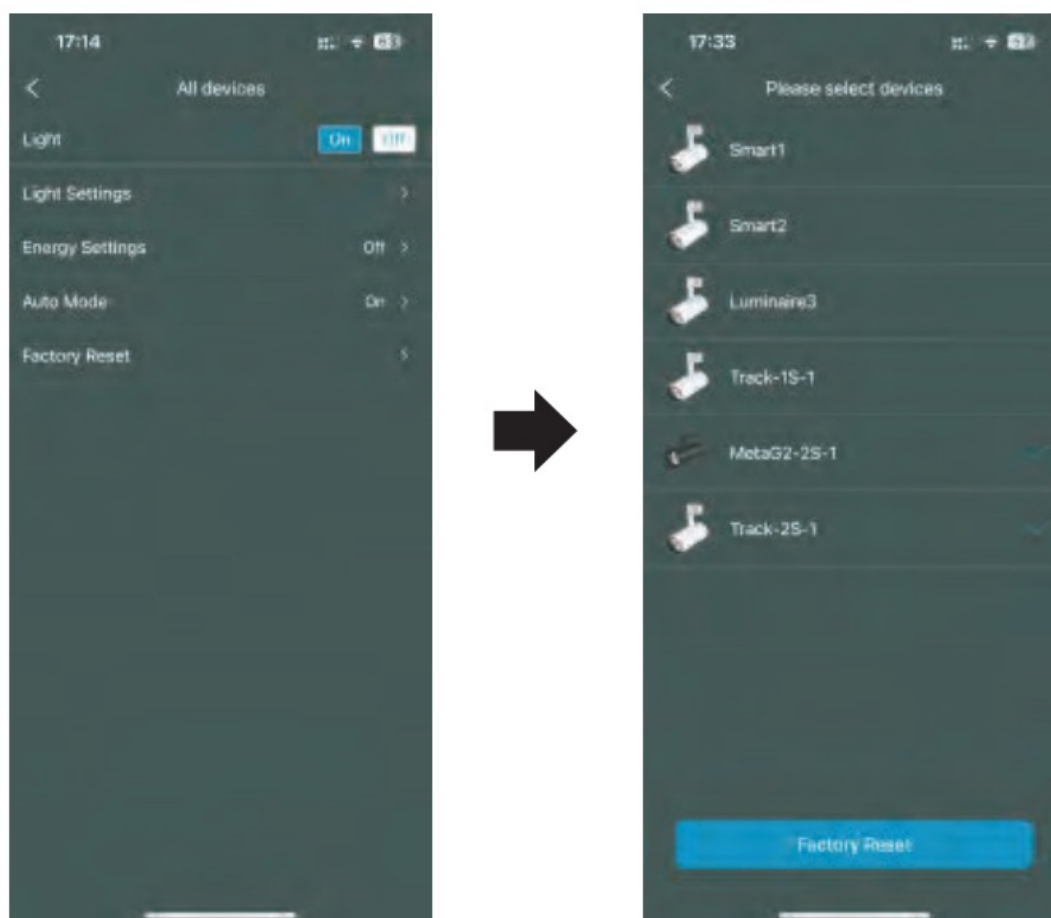 17:14
All devices
Light On Off
Light Settings
Energy Settings Off
Auto Mode On
Factory Reset
17:33
Please select devices
Smart1
Smart2
Luminaire3
Track-1S-1
MetaG2-2S-1
Track-2S-1
Factory Reset